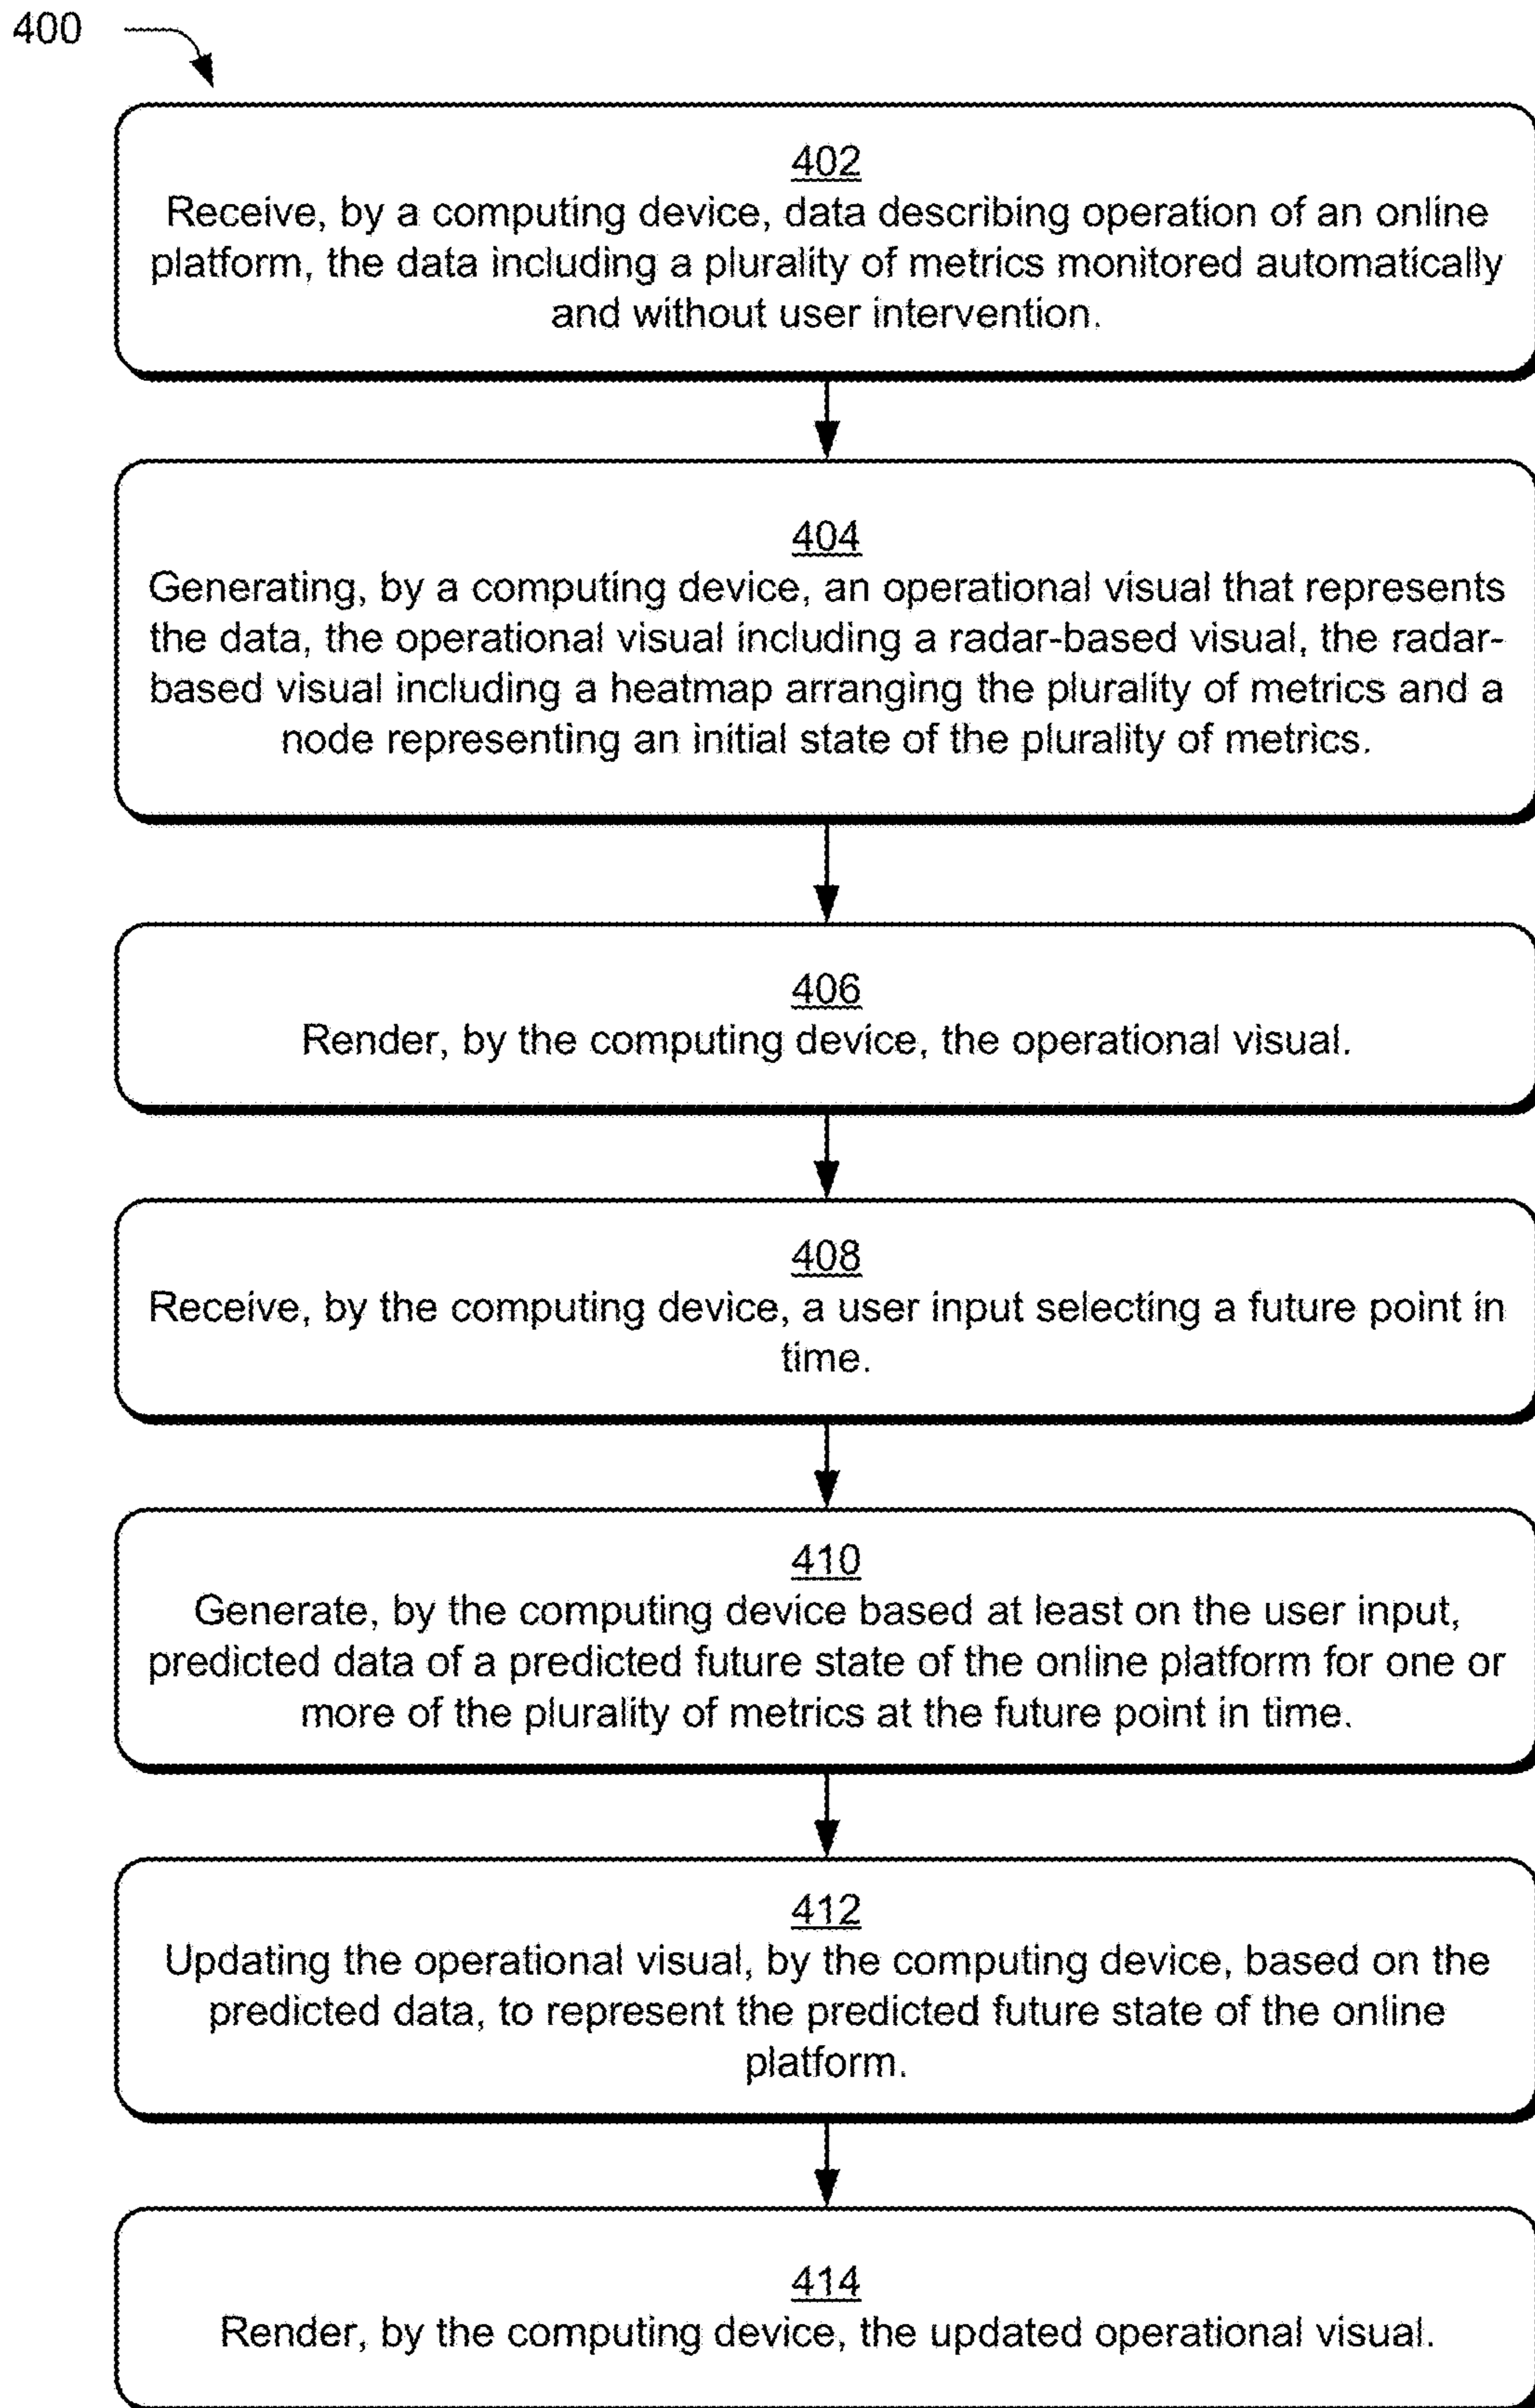 400
402
Receive, by a computing device, data describing operation of an online
platform, the data including a plurality of metrics monitored automatically
and without user intervention.
404
Generating, by a computing device, an operational visual that represents
the data, the operational visual including a radar-based visual, the radar-
based visual including a heatmap arranging the plurality of metrics and a
node representing an initial state of the plurality of metrics.
406
Render, by the computing device, the operational visual.
408
Receive, by the computing device, a user input selecting a future point in
time.
410
Generate, by the computing device based at least on the user input,
predicted data of a predicted future state of the online platform for one or
more of the plurality of metrics at the future point in time.
412
Updating the operational visual, by the computing device, based on the
predicted data, to represent the predicted future state of the online
platform.
414
Render, by the computing device, the updated operational visual.